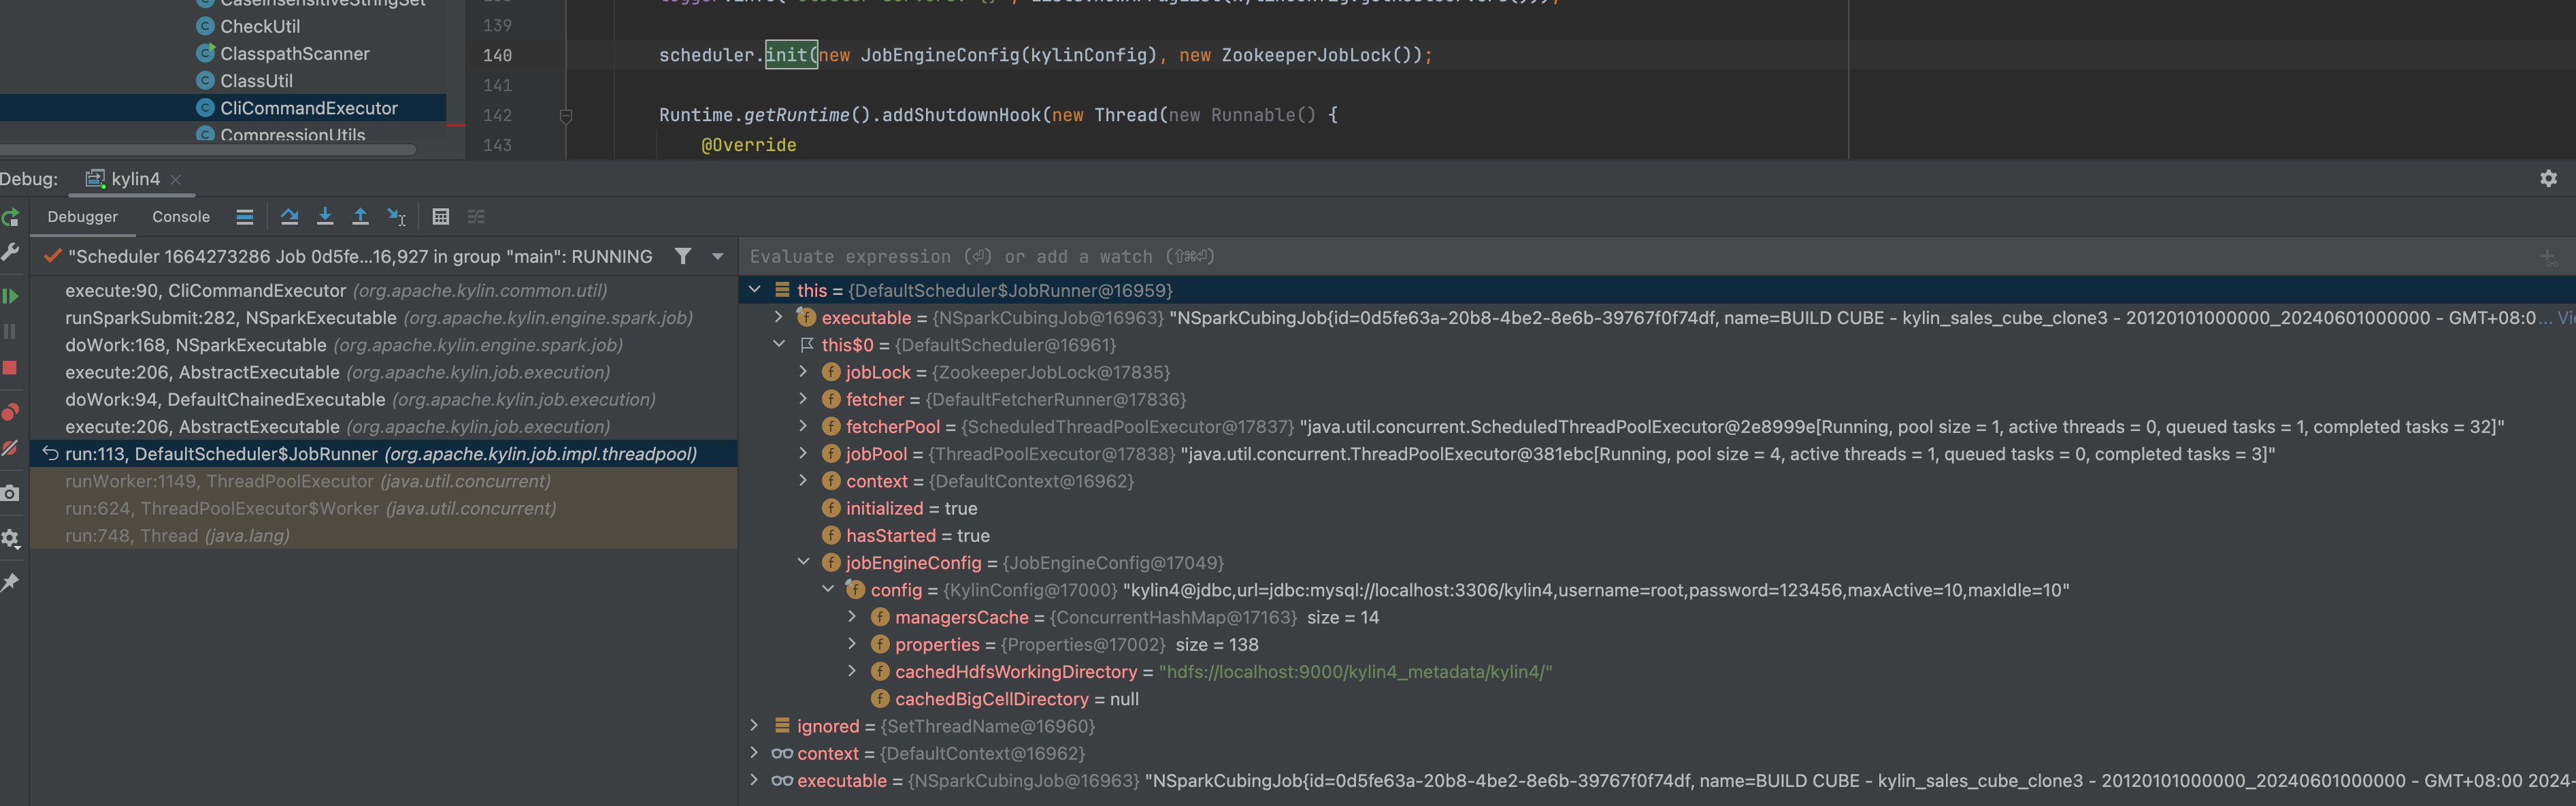 CaseInsensitiveStringSet
CheckUtil
ClasspathScanner
ClassUtil
CliCommandExecutor
CompressionUtils
139
140 scheduler.init(new JobEngineConfig(kylinConfig), new ZookeeperJobLock());
141
142 Runtime.getRuntime().addShutdownHook(new Thread(new Runnable() {
143 @Override
Debug: kylin4
Debugger Console
"Scheduler 1664273286 Job 0d5fe...16,927 in group "main": RUNNING
execute:90, CliCommandExecutor (org.apache.kylin.common.util)
runSparkSubmit:282, NSparkExecutable (org.apache.kylin.engine.spark.job)
doWork:168, NSparkExecutable (org.apache.kylin.engine.spark.job)
execute:206, AbstractExecutable (org.apache.kylin.job.execution)
doWork:94, DefaultChainedExecutable (org.apache.kylin.job.execution)
execute:206, AbstractExecutable (org.apache.kylin.job.execution)
run:113, DefaultScheduler$JobRunner (org.apache.kylin.job.impl.threadpool)
runWorker:1149, ThreadPoolExecutor (java.util.concurrent)
run:624, ThreadPoolExecutor$Worker (java.util.concurrent)
run:748, Thread (java.lang)
Evaluate expression (⏎) or add a watch (⇧⌘⏎)
this = {DefaultScheduler$JobRunner@16959}
executable = {NSparkCubingJob@16963} "NSparkCubingJob{id=0d5fe63a-20b8-4be2-8e6b-39767f0f74df, name=BUILD CUBE - kylin_sales_cube_clone3 - 20120101000000_20240601000000 - GMT+08:0... Vie
this$0 = {DefaultScheduler@16961}
jobLock = {ZookeeperJobLock@17835}
fetcher = {DefaultFetcherRunner@17836}
fetcherPool = {ScheduledThreadPoolExecutor@17837} "java.util.concurrent.ScheduledThreadPoolExecutor@2e8999e[Running, pool size = 1, active threads = 0, queued tasks = 1, completed tasks = 32]"
jobPool = {ThreadPoolExecutor@17838} "java.util.concurrent.ThreadPoolExecutor@381ebc[Running, pool size = 4, active threads = 1, queued tasks = 0, completed tasks = 3]"
context = {DefaultContext@16962}
initialized = true
hasStarted = true
jobEngineConfig = {JobEngineConfig@17049}
config = {KylinConfig@17000} "kylin4@jdbc,url=jdbc:mysql://localhost:3306/kylin4,username=root,password=123456,maxActive=10,maxIdle=10"
managersCache = {ConcurrentHashMap@17163} size = 14
properties = {Properties@17002} size = 138
cachedHdfsWorkingDirectory = "hdfs://localhost:9000/kylin4_metadata/kylin4/"
cachedBigCellDirectory = null
ignored = {SetThreadName@16960}
context = {DefaultContext@16962}
executable = {NSparkCubingJob@16963} "NSparkCubingJob{id=0d5fe63a-20b8-4be2-8e6b-39767f0f74df, name=BUILD CUBE - kylin_sales_cube_clone3 - 20120101000000_20240601000000 - GMT+08:00 2024-